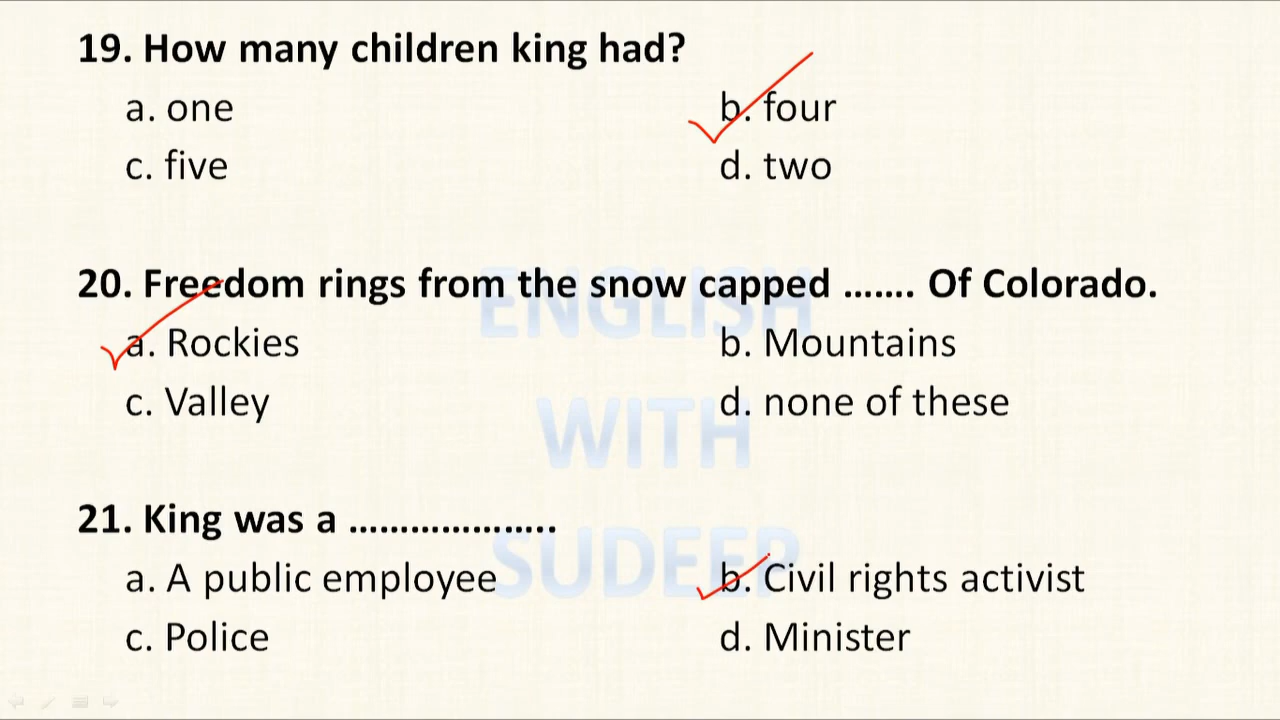 19. How many children king had?
a. one b. four
c. five d. two
20. Freedom rings from the snow capped ....... Of Colorado.
a. Rockies b. Mountains
c. Valley d. none of these
21. King was a ...................
a. A public employee b. Civil rights activist
c. Police d. Minister
ENGLISH
WITH
SUDEEP